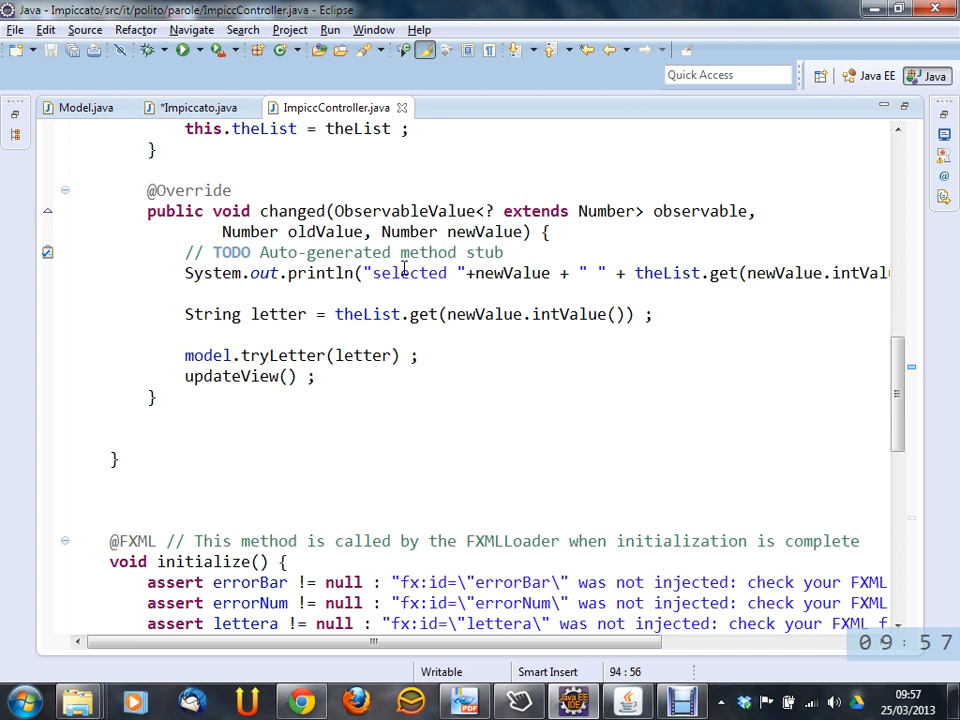 Java - Impiccato/src/it/polito/parole/ImpiccController.java - Eclipse
File Edit Source Refactor Navigate Search Project Run Window Help
Quick Access Java EE Java
Model.java *Impiccato.java ImpiccController.java
this.theList = theList ;
}
@Override
public void changed(ObservableValue<? extends Number> observable,
Number oldValue, Number newValue) {
// TODO Auto-generated method stub
System.out.println("selected "+newValue + " " + theList.get(newValue.intValu
String letter = theList.get(newValue.intValue()) ;
model.tryLetter(letter) ;
updateView() ;
}
}
@FXML // This method is called by the FXMLLoader when initialization is complete
void initialize() {
assert errorBar != null : "fx:id=\"errorBar\" was not injected: check your FXML
assert errorNum != null : "fx:id=\"errorNum\" was not injected: check your FXML
assert lettera != null : "fx:id=\"lettera\" was not injected: check your FXML f
09:57
Writable Smart Insert 94 : 56
09:57
25/03/2013